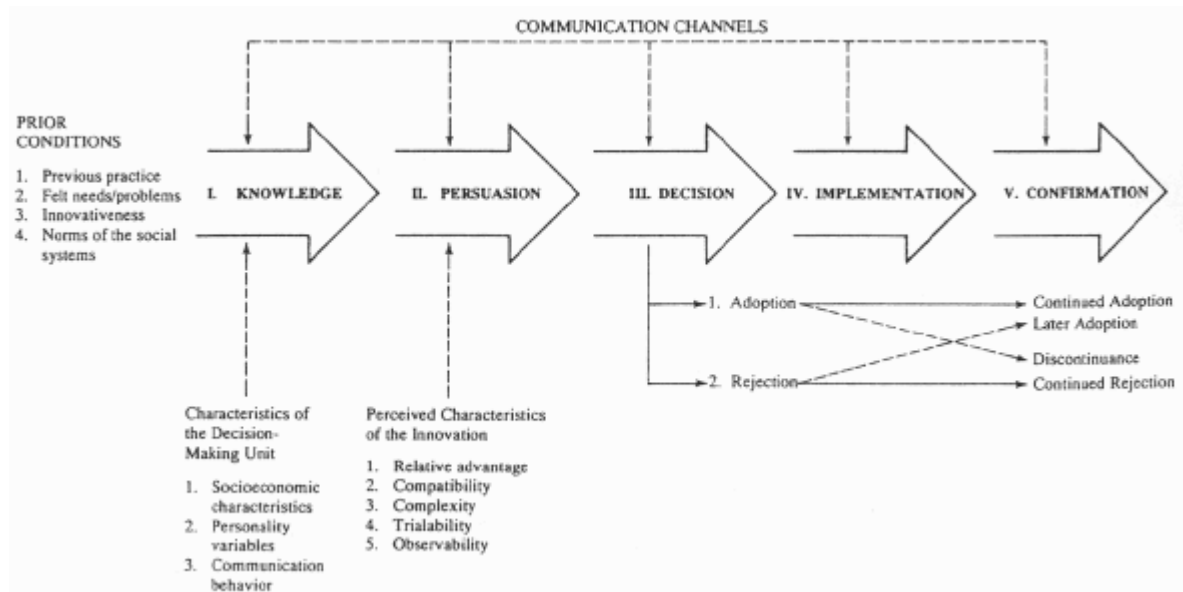 COMMUNICATION CHANNELS
PRIOR
CONDITIONS
1. Previous practice
2. Felt needs/problems
3. Innovativeness
4. Norms of the social
systems
I. KNOWLEDGE
II. PERSUASION
III. DECISION
IV. IMPLEMENTATION
V. CONFIRMATION
1. Adoption
2. Rejection
Continued Adoption
Later Adoption
Discontinuance
Continued Rejection
Characteristics of
the Decision-
Making Unit
1. Socioeconomic
characteristics
2. Personality
variables
3. Communication
behavior
Perceived Characteristics
of the Innovation
1. Relative advantage
2. Compatibility
3. Complexity
4. Trialability
5. Observability